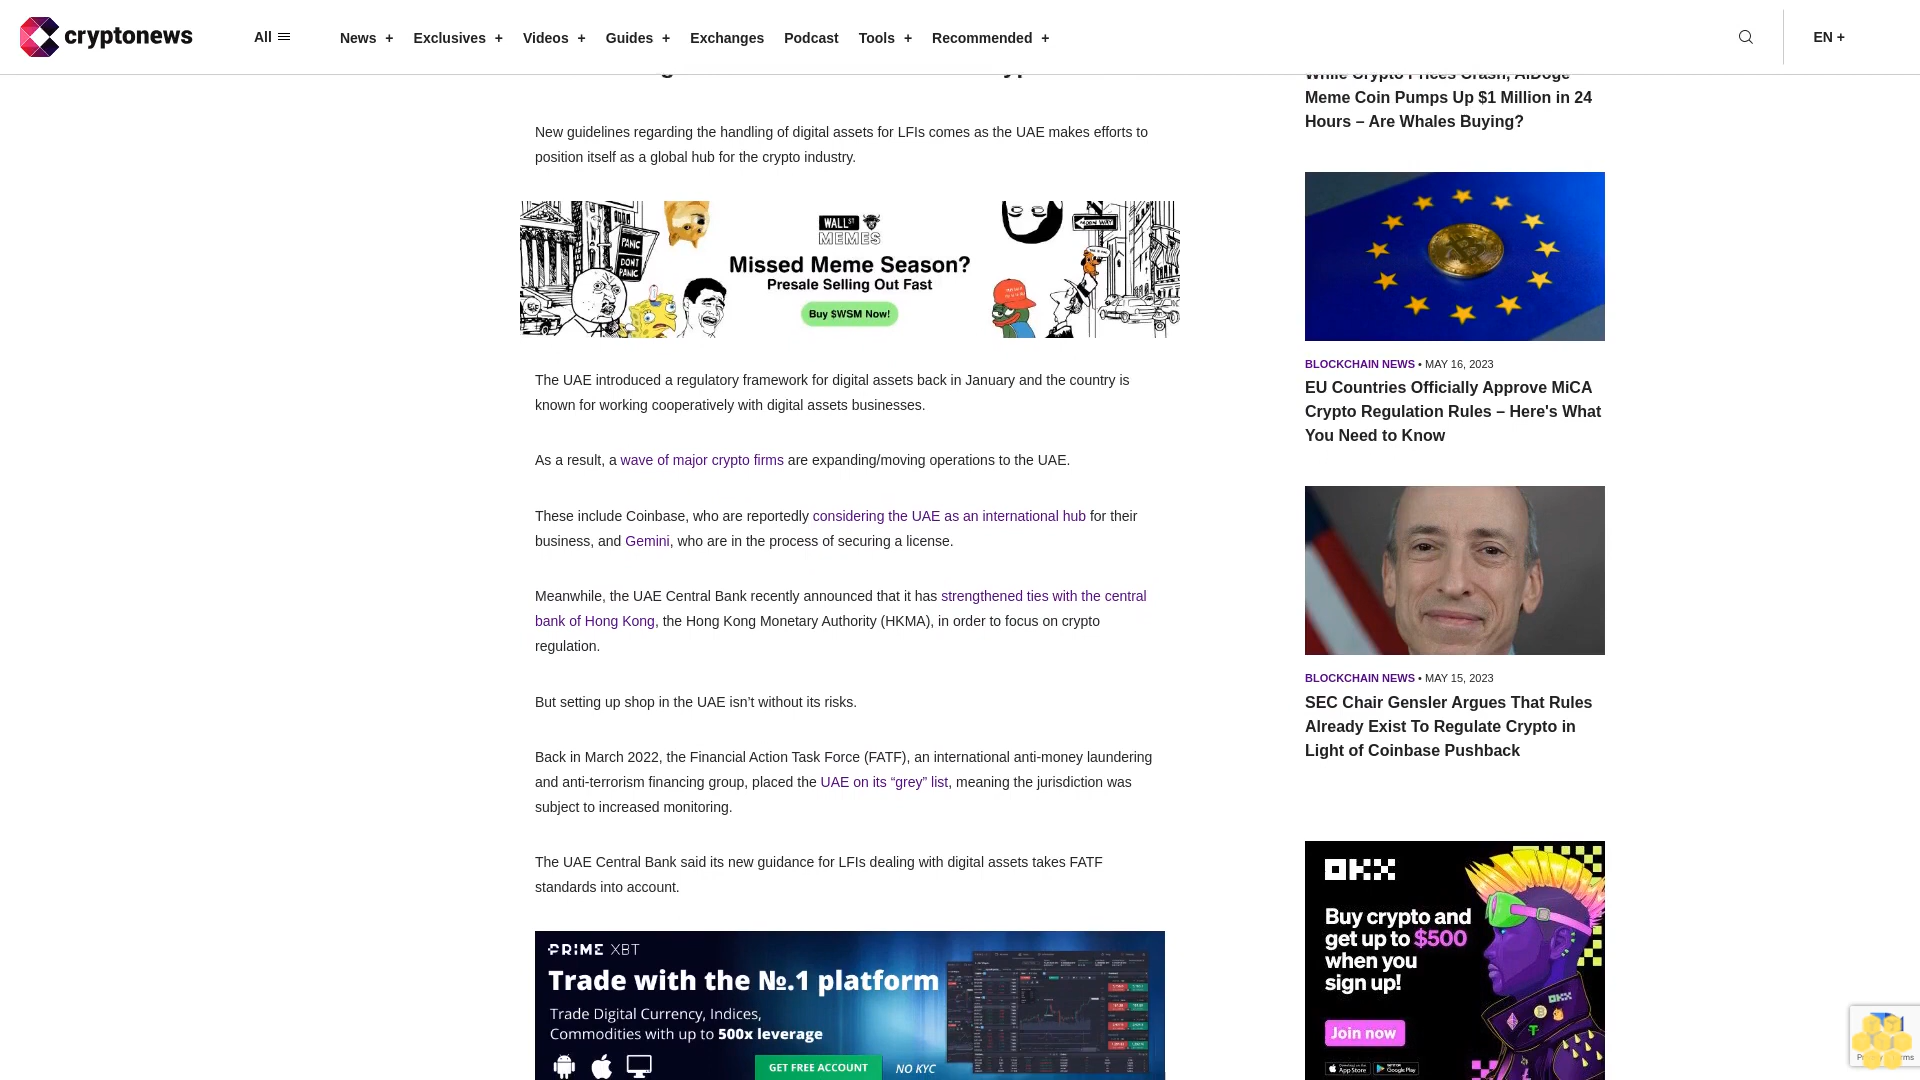 cryptonews
All
News +
Exclusives +
Videos +
Guides +
Exchanges
Podcast
Tools +
Recommended +
EN +
New guidelines regarding the handling of digital assets for LFIs comes as the UAE makes efforts to
position itself as a global hub for the crypto industry.
PANIC
DONT
PANIC
WALL ST
MEMES
Missed Meme Season?
Presale Selling Out Fast
Buy $WSM Now!
The UAE introduced a regulatory framework for digital assets back in January and the country is
known for working cooperatively with digital assets businesses.
As a result, a wave of major crypto firms are expanding/moving operations to the UAE.
These include Coinbase, who are reportedly considering the UAE as an international hub for their
business, and Gemini, who are in the process of securing a license.
Meanwhile, the UAE Central Bank recently announced that it has strengthened ties with the central
bank of Hong Kong, the Hong Kong Monetary Authority (HKMA), in order to focus on crypto
regulation.
But setting up shop in the UAE isn’t without its risks.
Back in March 2022, the Financial Action Task Force (FATF), an international anti-money laundering
and anti-terrorism financing group, placed the UAE on its “grey” list, meaning the jurisdiction was
subject to increased monitoring.
The UAE Central Bank said its new guidance for LFIs dealing with digital assets takes FATF
standards into account.
PRIME XBT
Trade with the №.1 platform
Trade Digital Currency, Indices,
Commodities with up to 500x leverage
GET FREE ACCOUNT
NO KYC
While Crypto Prices Crash, AiDoge
Meme Coin Pumps Up $1 Million in 24
Hours – Are Whales Buying?
BLOCKCHAIN NEWS • MAY 16, 2023
EU Countries Officially Approve MiCA
Crypto Regulation Rules – Here's What
You Need to Know
BLOCKCHAIN NEWS • MAY 15, 2023
SEC Chair Gensler Argues That Rules
Already Exist To Regulate Crypto in
Light of Coinbase Pushback
OKX
Buy crypto and
get up to $500
when you
sign up!
Join now
App Store
Google Play